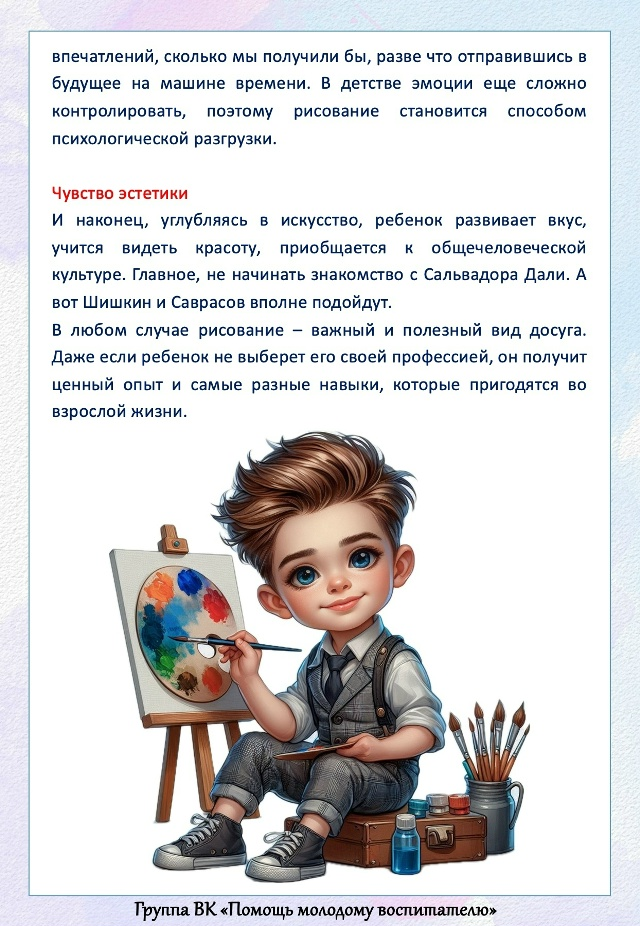 впечатлений, сколько мы получили бы, разве что отправившись в
будущее на машине времени. В детстве эмоции еще сложно
контролировать, поэтому рисование становится способом
психологической разгрузки.
Чувство эстетики
И наконец, углубляясь в искусство, ребенок развивает вкус,
учится видеть красоту, приобщается к общечеловеческой
культуре. Главное, не начинать знакомство с Сальвадора Дали. А
вот Шишкин и Саврасов вполне подойдут.
В любом случае рисование – важный и полезный вид досуга.
Даже если ребенок не выберет его своей профессией, он получит
ценный опыт и самые разные навыки, которые пригодятся во
взрослой жизни.
Группа ВК «Помощь молодому воспитателю»